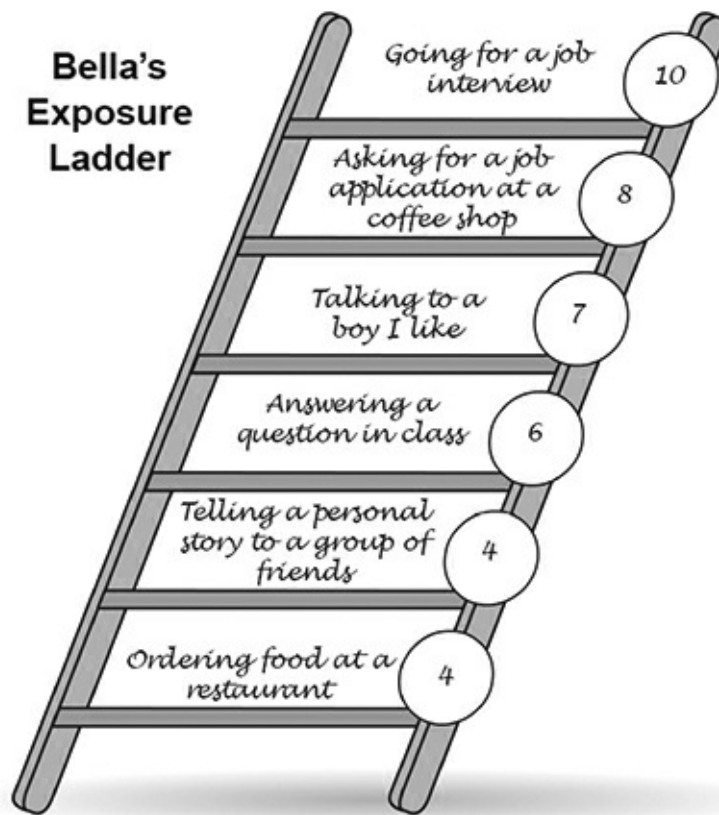 Bella's
Exposure
Ladder
Going for a job
interview
10
Asking for a job
application at a
coffee shop
8
Talking to a
boy I like
7
Answering a
question in class
6
Telling a personal
story to a group of
friends
4
Ordering food at a
restaurant
4